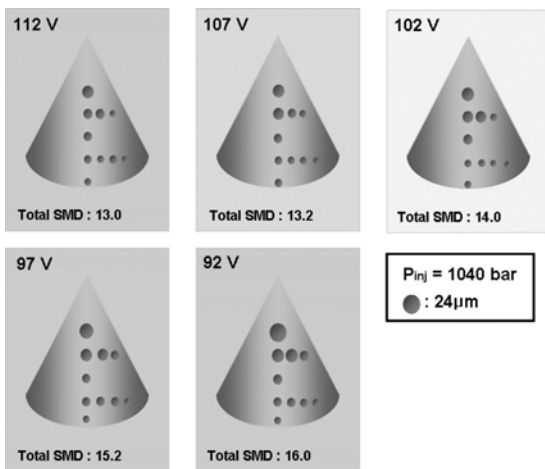 112 V
Total SMD : 13.0
107 V
Total SMD : 13.2
102 V
Total SMD : 14.0
97 V
Total SMD : 15.2
92 V
Total SMD : 16.0
Pinj = 1040 bar
: 24µm